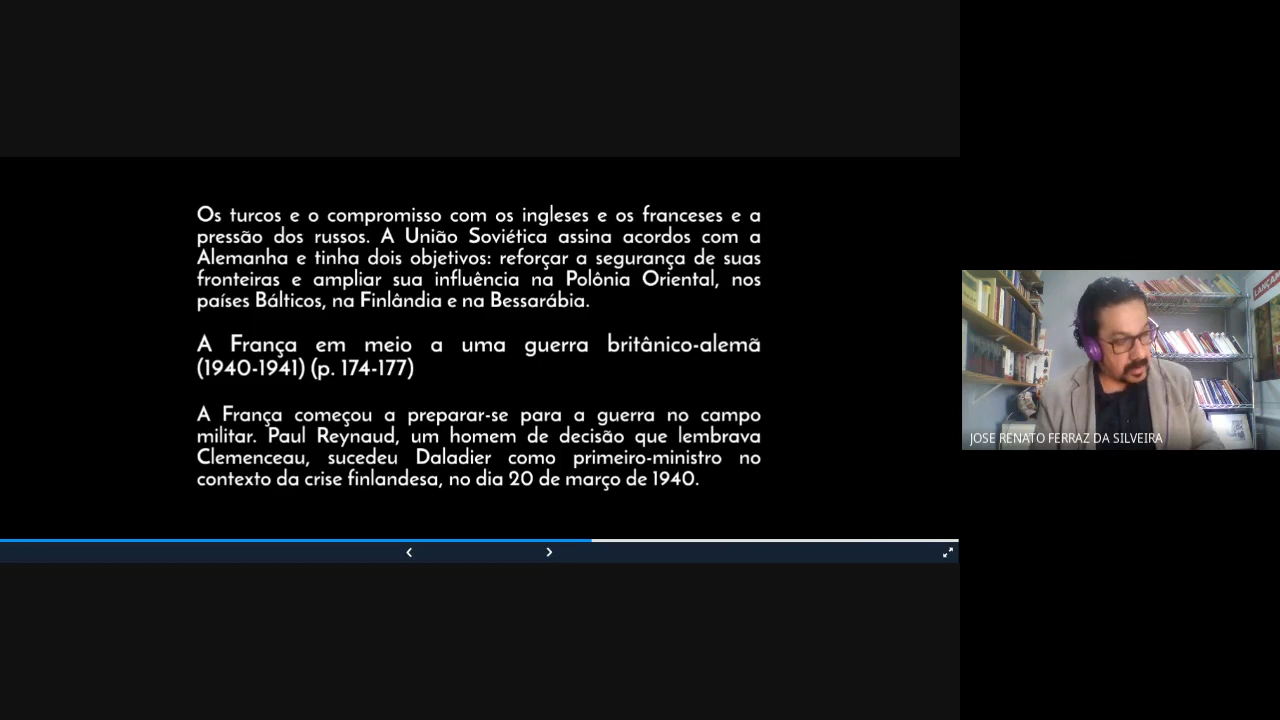 Os turcos e o compromisso com os ingleses e os franceses e a
pressão dos russos. A União Soviética assina acordos com a
Alemanha e tinha dois objetivos: reforçar a segurança de suas
fronteiras e ampliar sua influência na Polônia Oriental, nos
países Bálticos, na Finlândia e na Bessarábia.
A França em meio a uma guerra britânico-alemã
(1940-1941) (p. 174-177)
A França começou a preparar-se para a guerra no campo
militar. Paul Reynaud, um homem de decisão que lembrava
Clemenceau, sucedeu Daladier como primeiro-ministro no
contexto da crise finlandesa, no dia 20 de março de 1940.
JOSE RENATO FERRAZ DA SILVEIRA